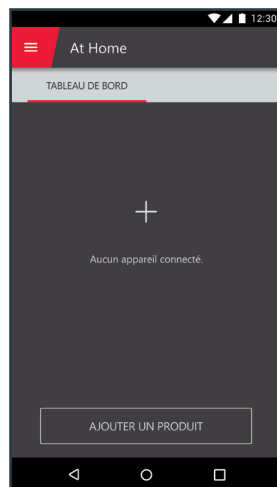 12:30
At Home
TABLEAU DE BORD
Aucun appareil connecté.
AJOUTER UN PRODUIT